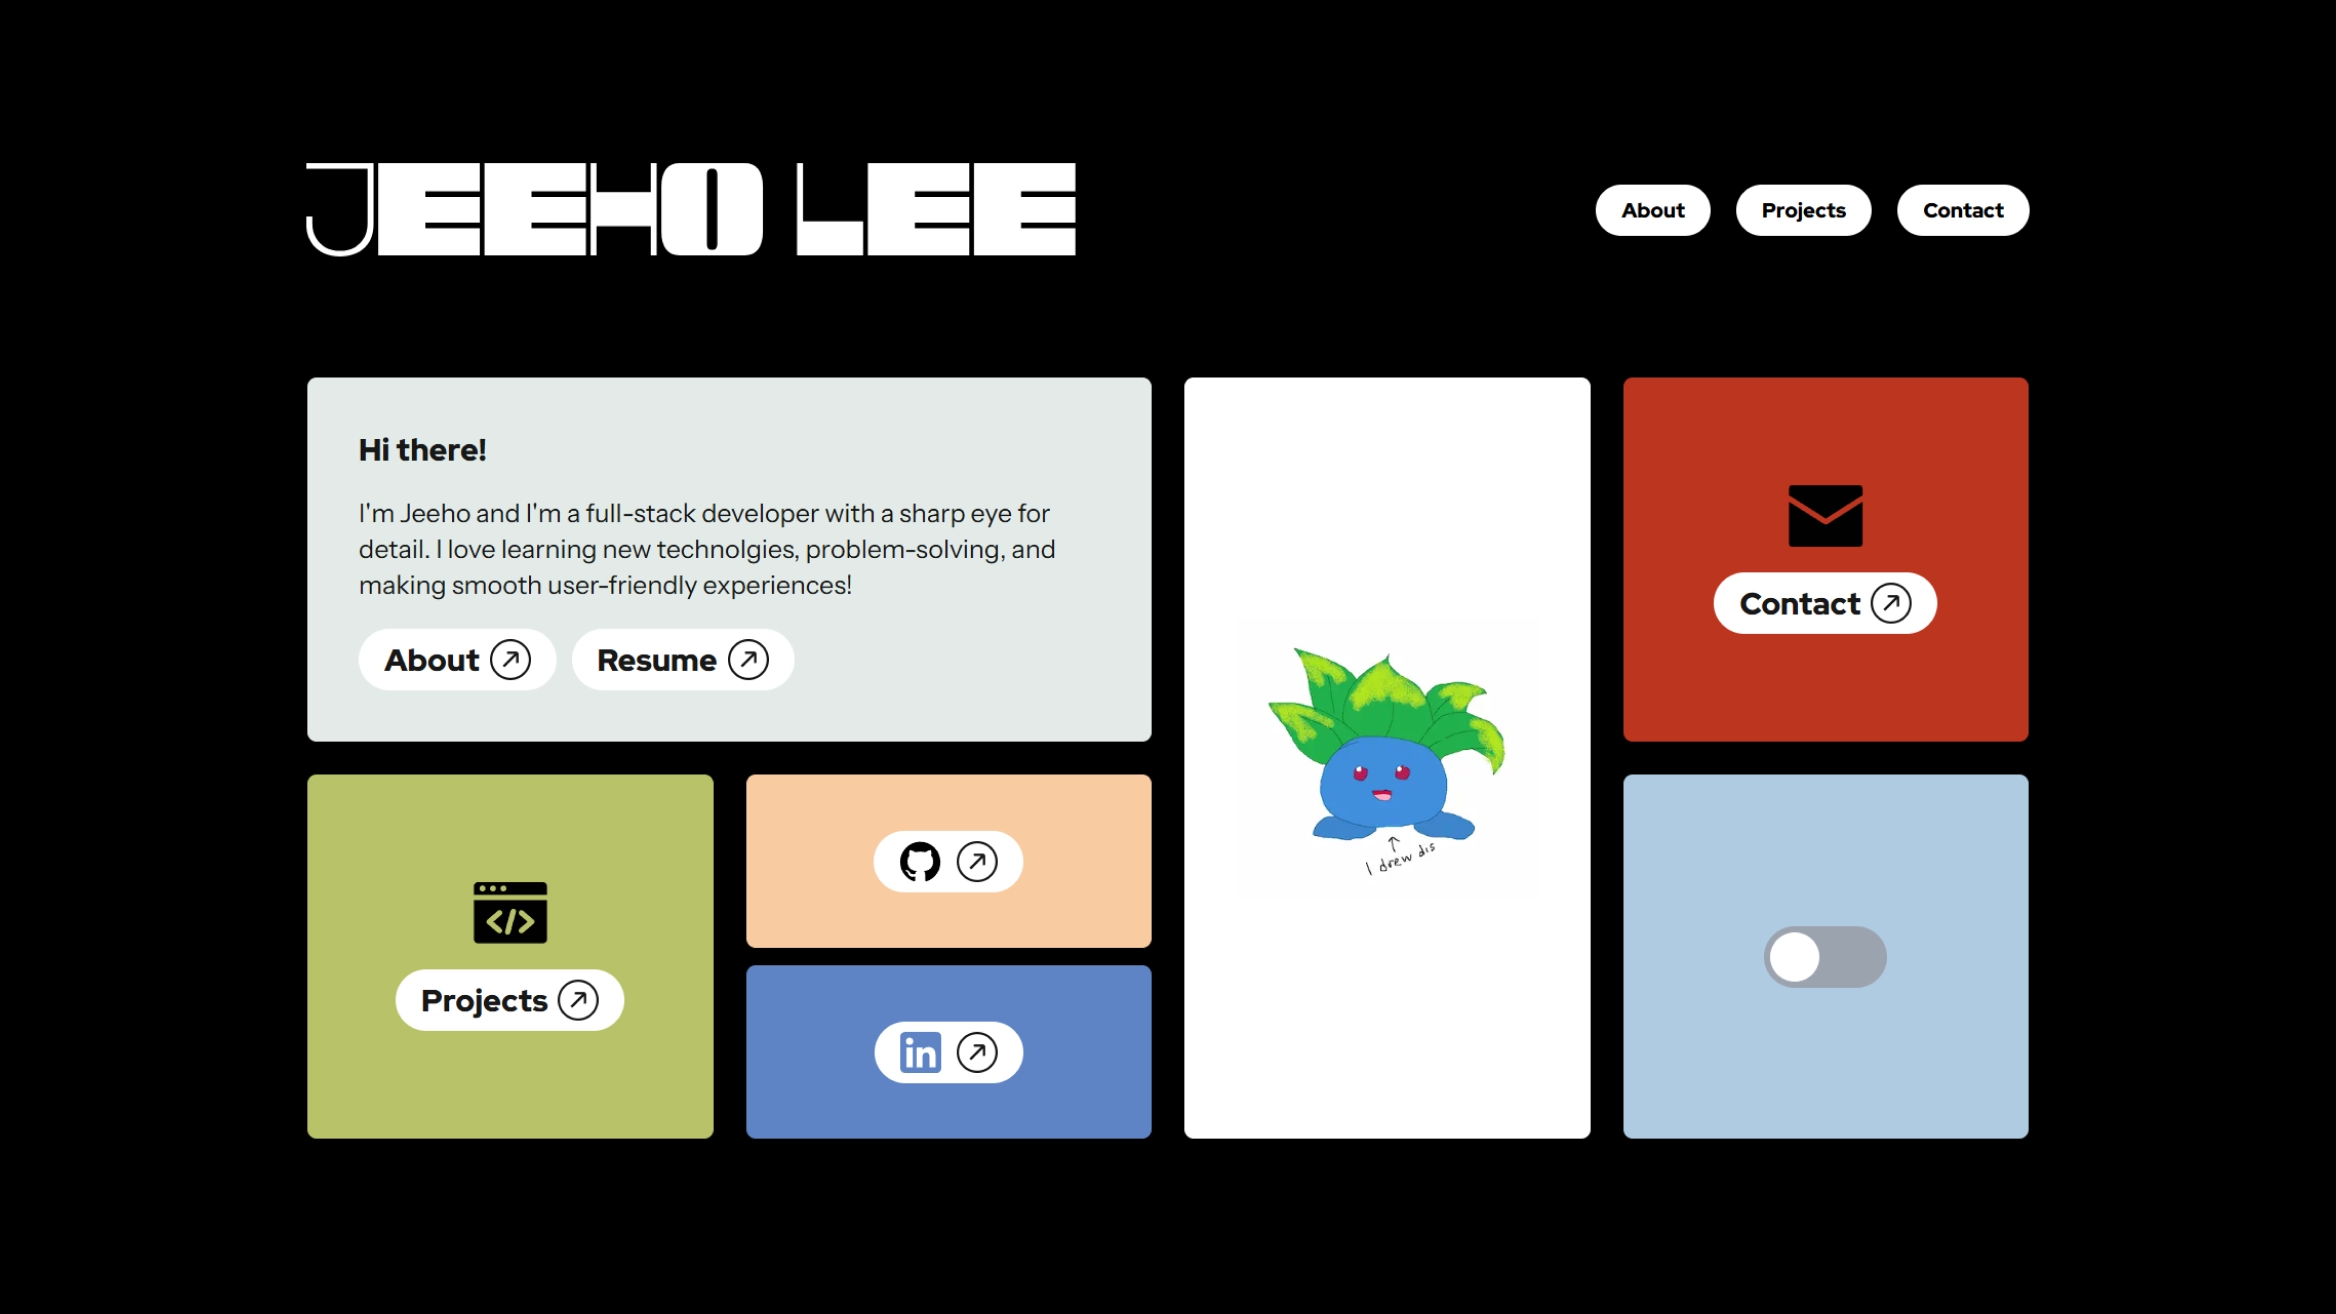 JEEHO LEE
About
Projects
Contact
Hi there!
I'm Jeeho and I'm a full-stack developer with a sharp eye for
detail. I love learning new technolgies, problem-solving, and
making smooth user-friendly experiences!
About
Resume
I drew dis
Contact
</>
Projects
in